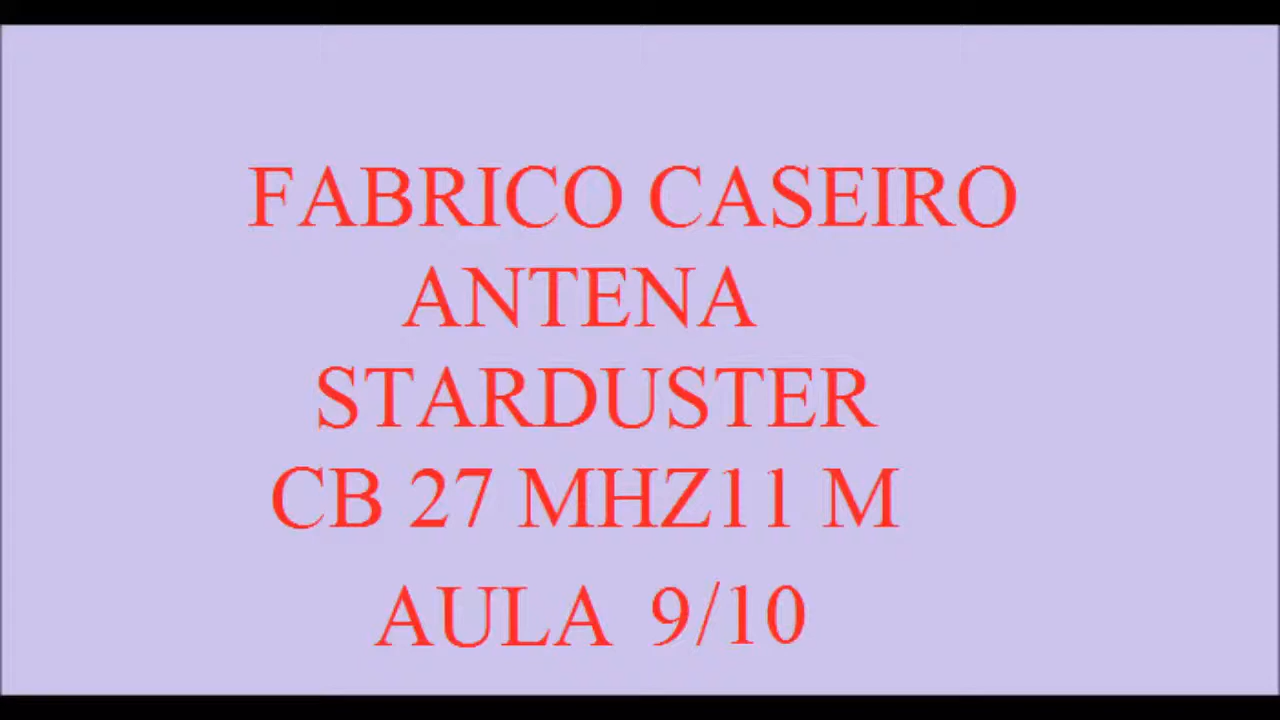 FABRICO CASEIRO
ANTENA
STARDUSTER
CB 27 MHZ11 M
AULA 9/10